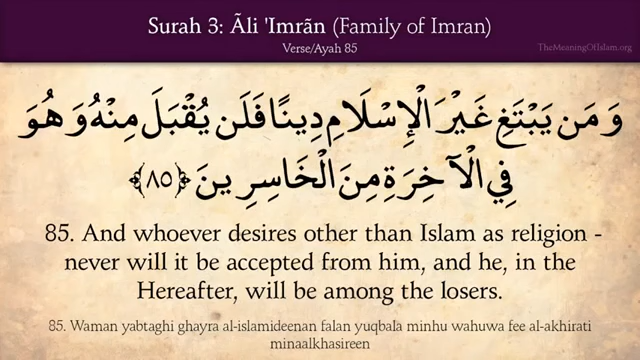 Surah 3: Ãli 'Imrãn (Family of Imran)
Verse/Ayah 85
TheMeaningOfIslam.org
وَمَن يَبْتَغِ غَيْرَ الْإِسْلَامِ دِينًا فَلَن يُقْبَلَ مِنْهُ وَهُوَ
فِي الْآخِرَةِ مِنَ الْخَاسِرِينَ ﴿٨٥﴾
85. And whoever desires other than Islam as religion -
never will it be accepted from him, and he, in the
Hereafter, will be among the losers.
85. Waman yabtaghi ghayra al-islamideenan falan yuqbala minhu wahuwa fee al-akhirati
minaalkhasireen